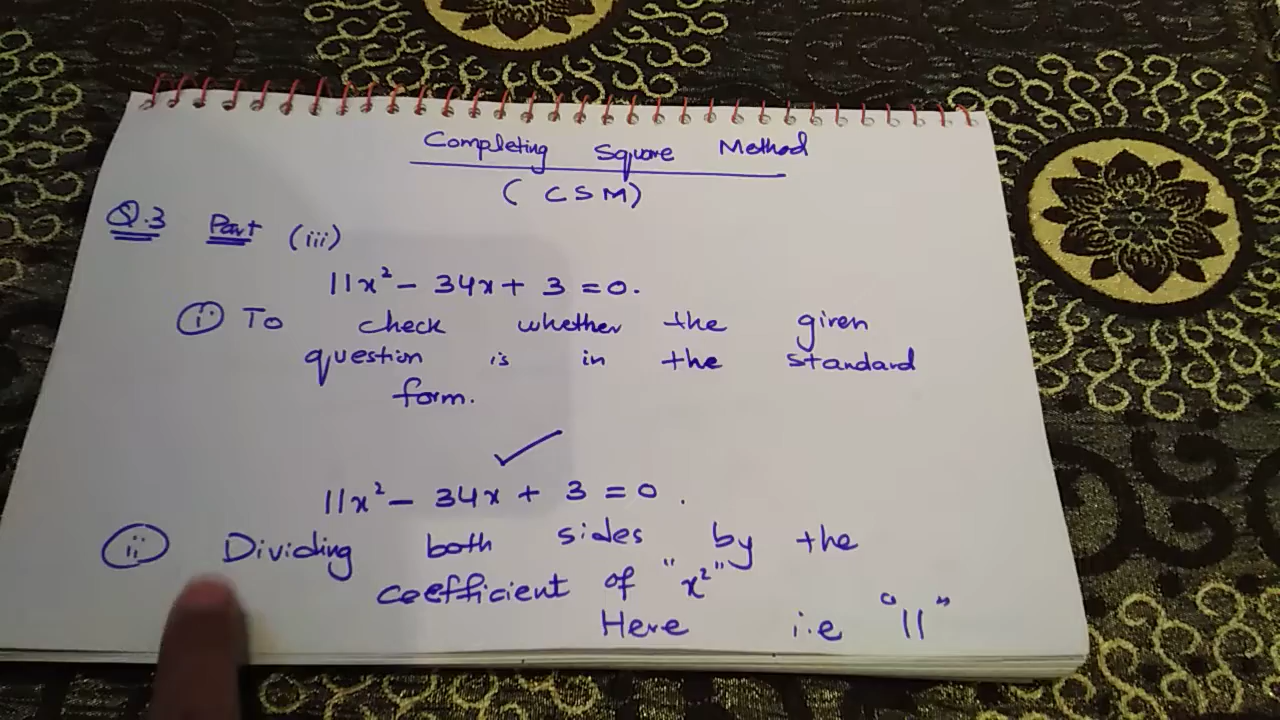 Completing Square Method
( CSM)
Q.3 Part (iii)
11x² - 34x + 3 = 0.
(i) To check whether the given
question is in the standard
form.
✓
11x² - 34x + 3 = 0 .
(ii) Dividing both sides by the
coefficient of "x²"
Here i.e "11"